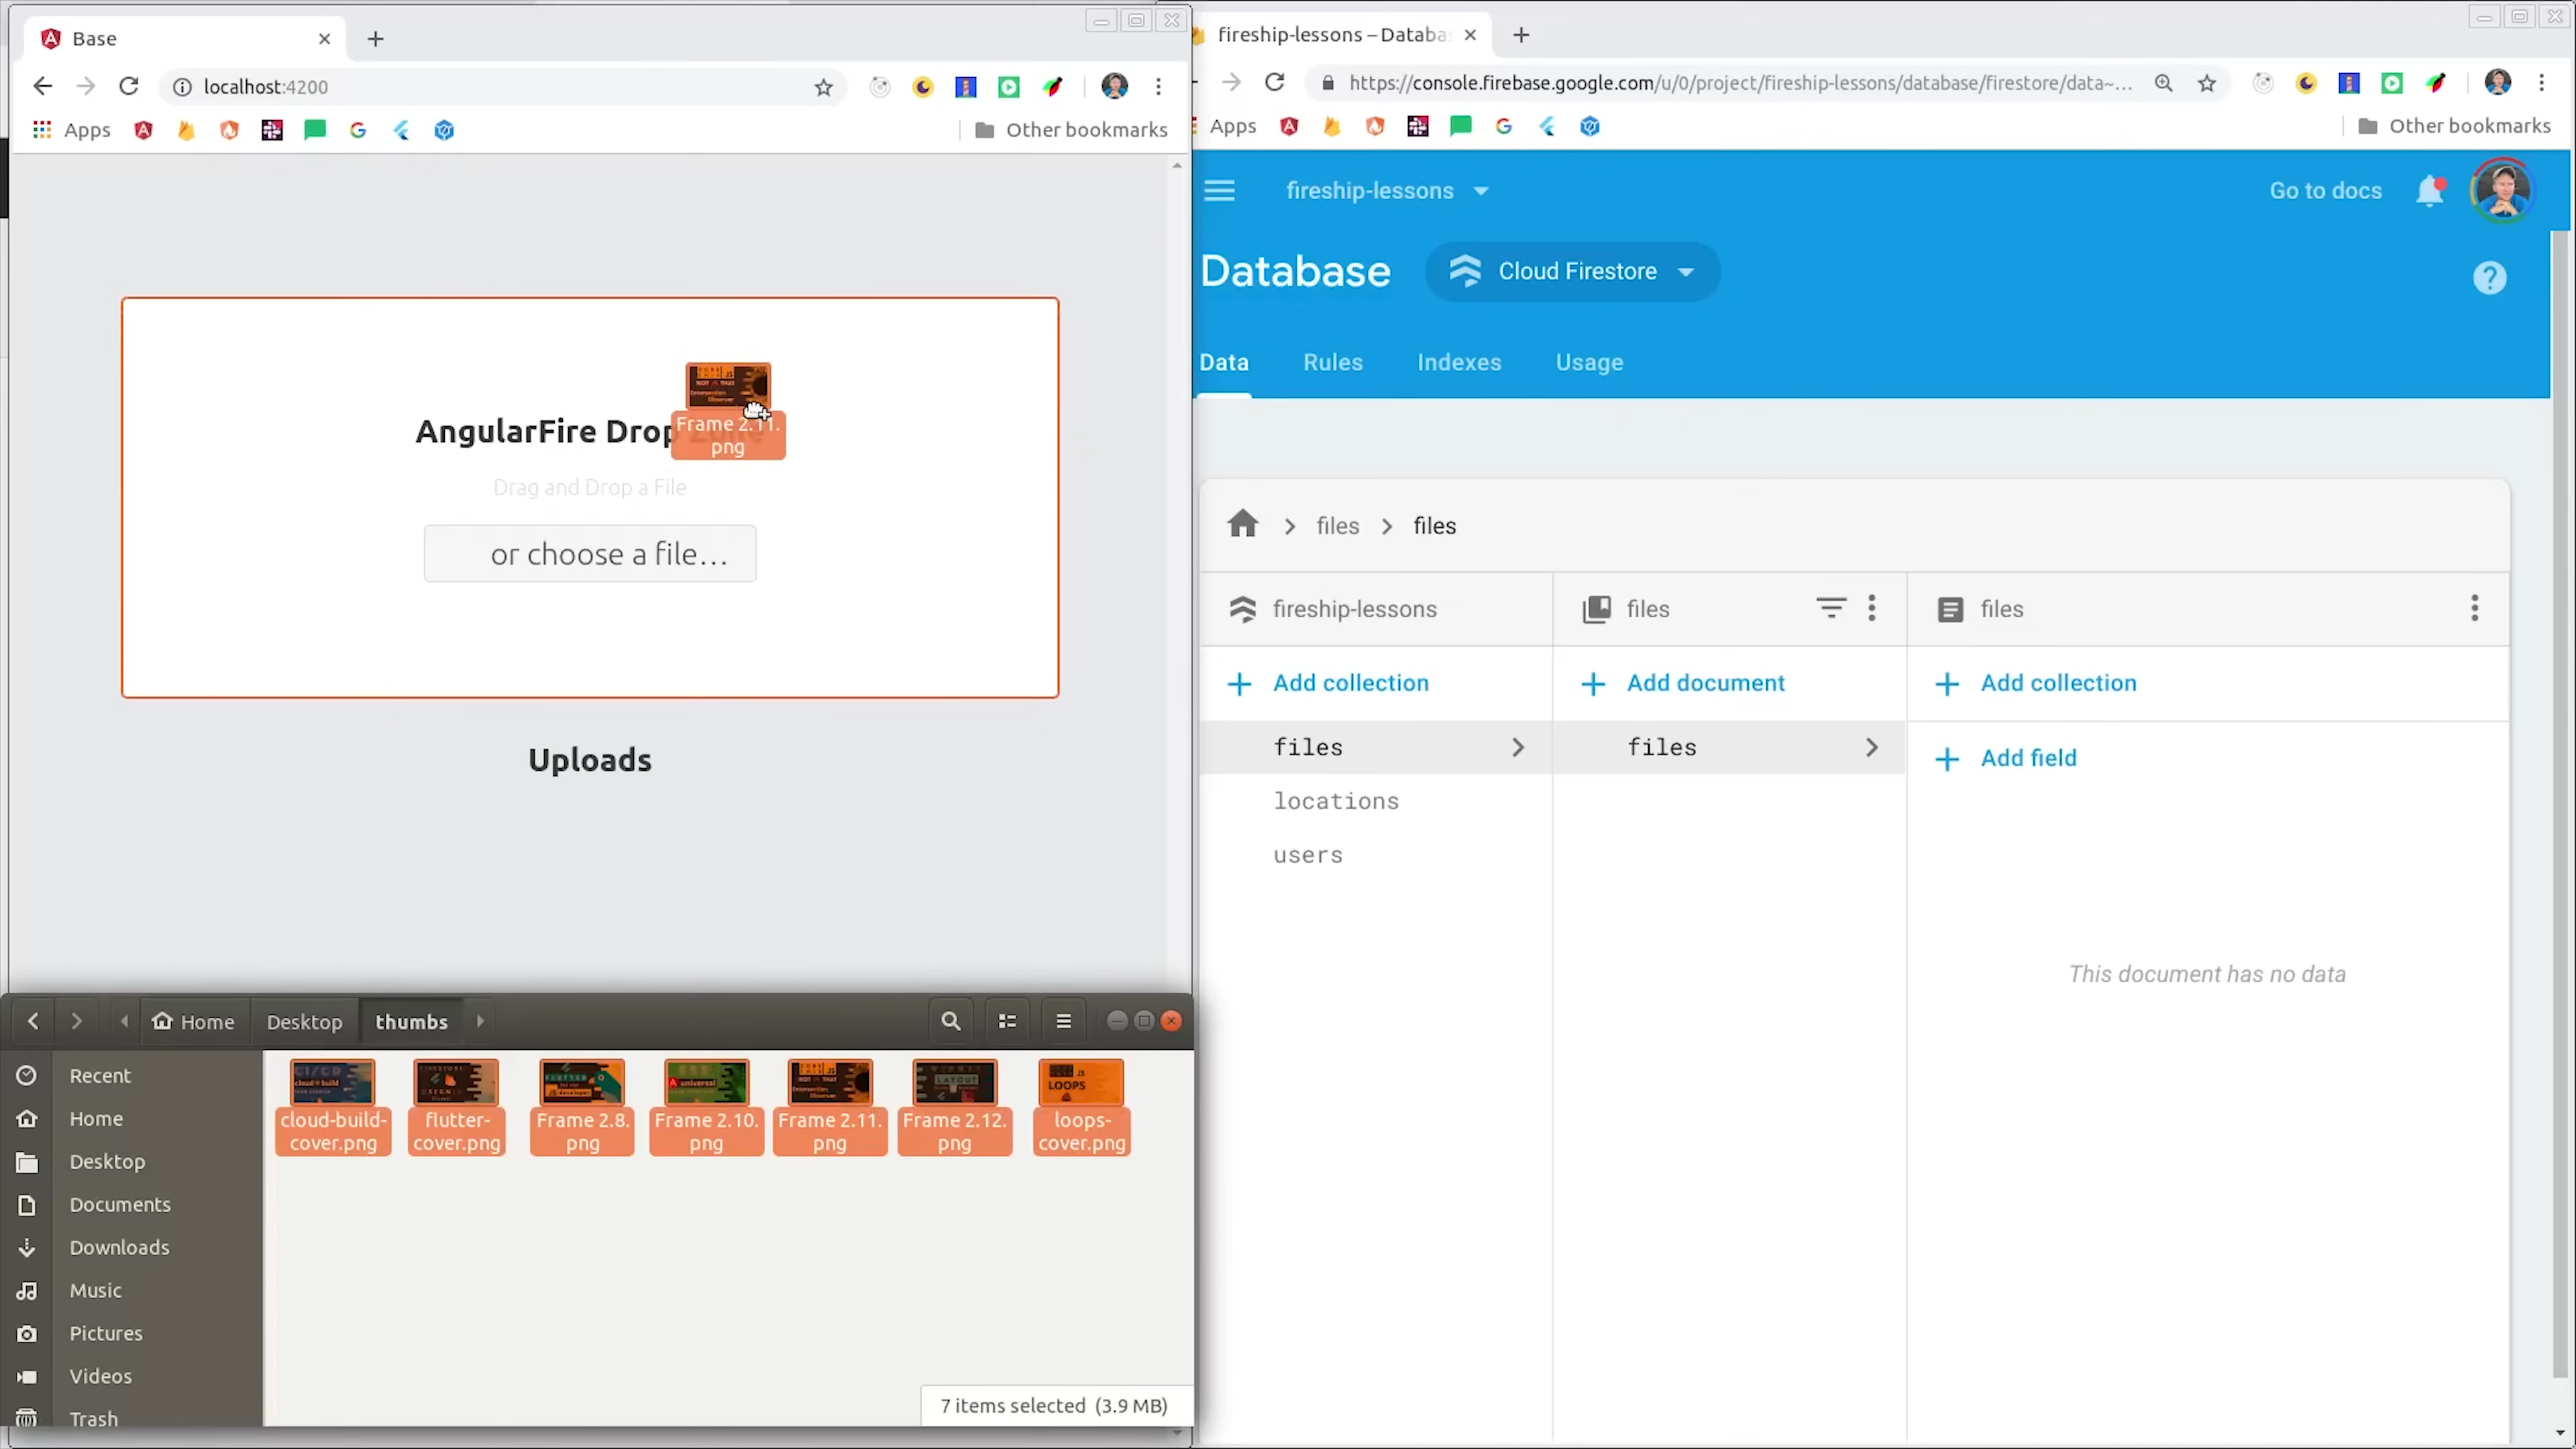 Base
localhost:4200
Apps
Other bookmarks
AngularFire Drop
Frame 2.11.
png
Drag and Drop a File
or choose a file...
Uploads
Home
Desktop
thumbs
Recent
Home
Desktop
Documents
Downloads
Music
Pictures
Videos
Trash
cloud-build-
cover.png
flutter-
cover.png
Frame 2.8.
png
Frame 2.10.
png
Frame 2.11.
png
Frame 2.12.
png
loops-
cover.png
7 items selected (3.9 MB)
fireship-lessons – Databa
https://console.firebase.google.com/u/0/project/fireship-lessons/database/firestore/data~...
Apps
Other bookmarks
fireship-lessons
Go to docs
Database
Cloud Firestore
Data
Rules
Indexes
Usage
files
files
fireship-lessons
files
files
Add collection
Add document
Add collection
files
files
Add field
locations
users
This document has no data